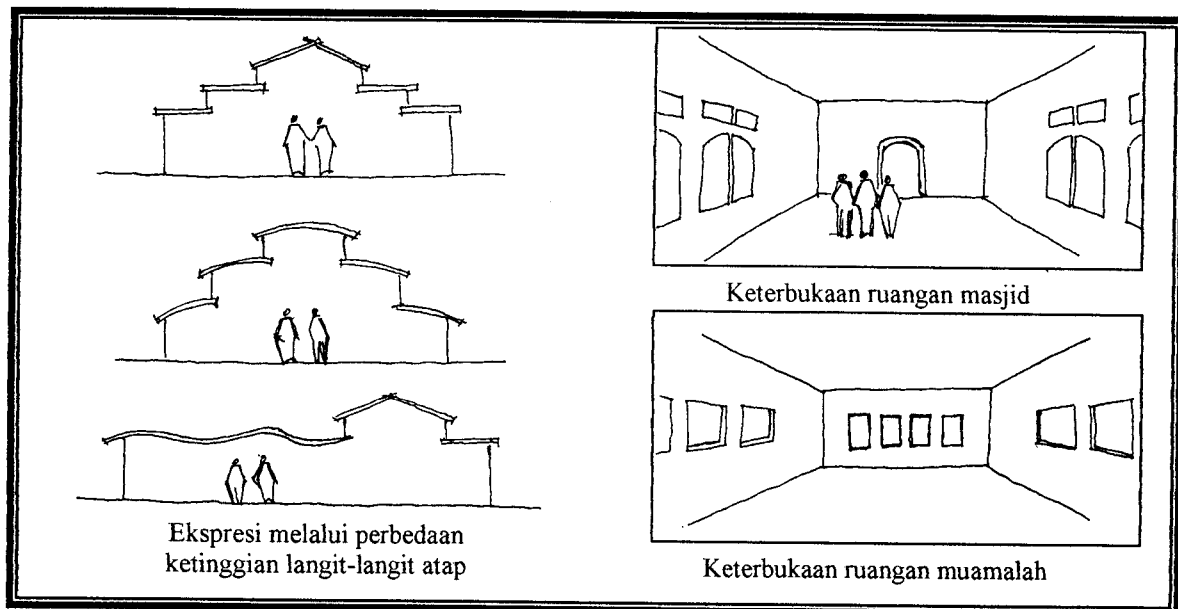 Ekspresi melalui perbedaan
ketinggian langit-langit atap
Keterbukaan ruangan masjid
Keterbukaan ruangan muamalah